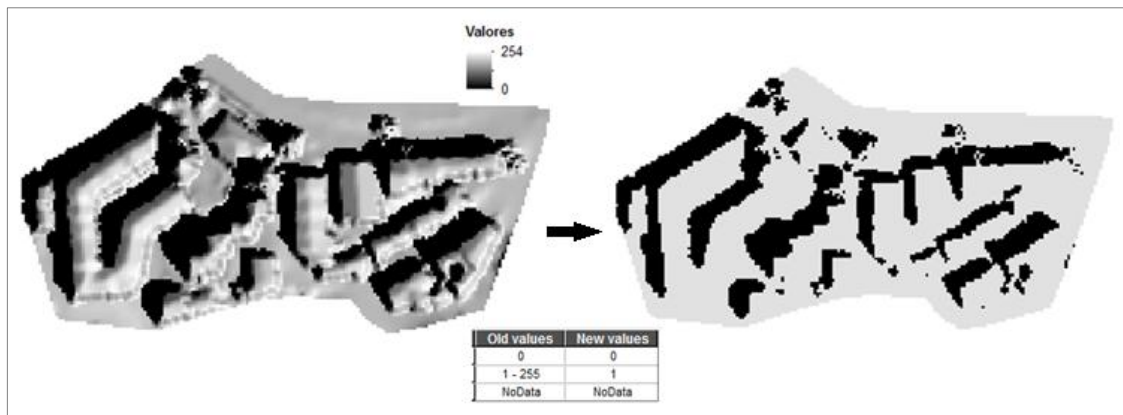 Valores
254
0
Old values New values
0 0
1 - 255 1
NoData NoData